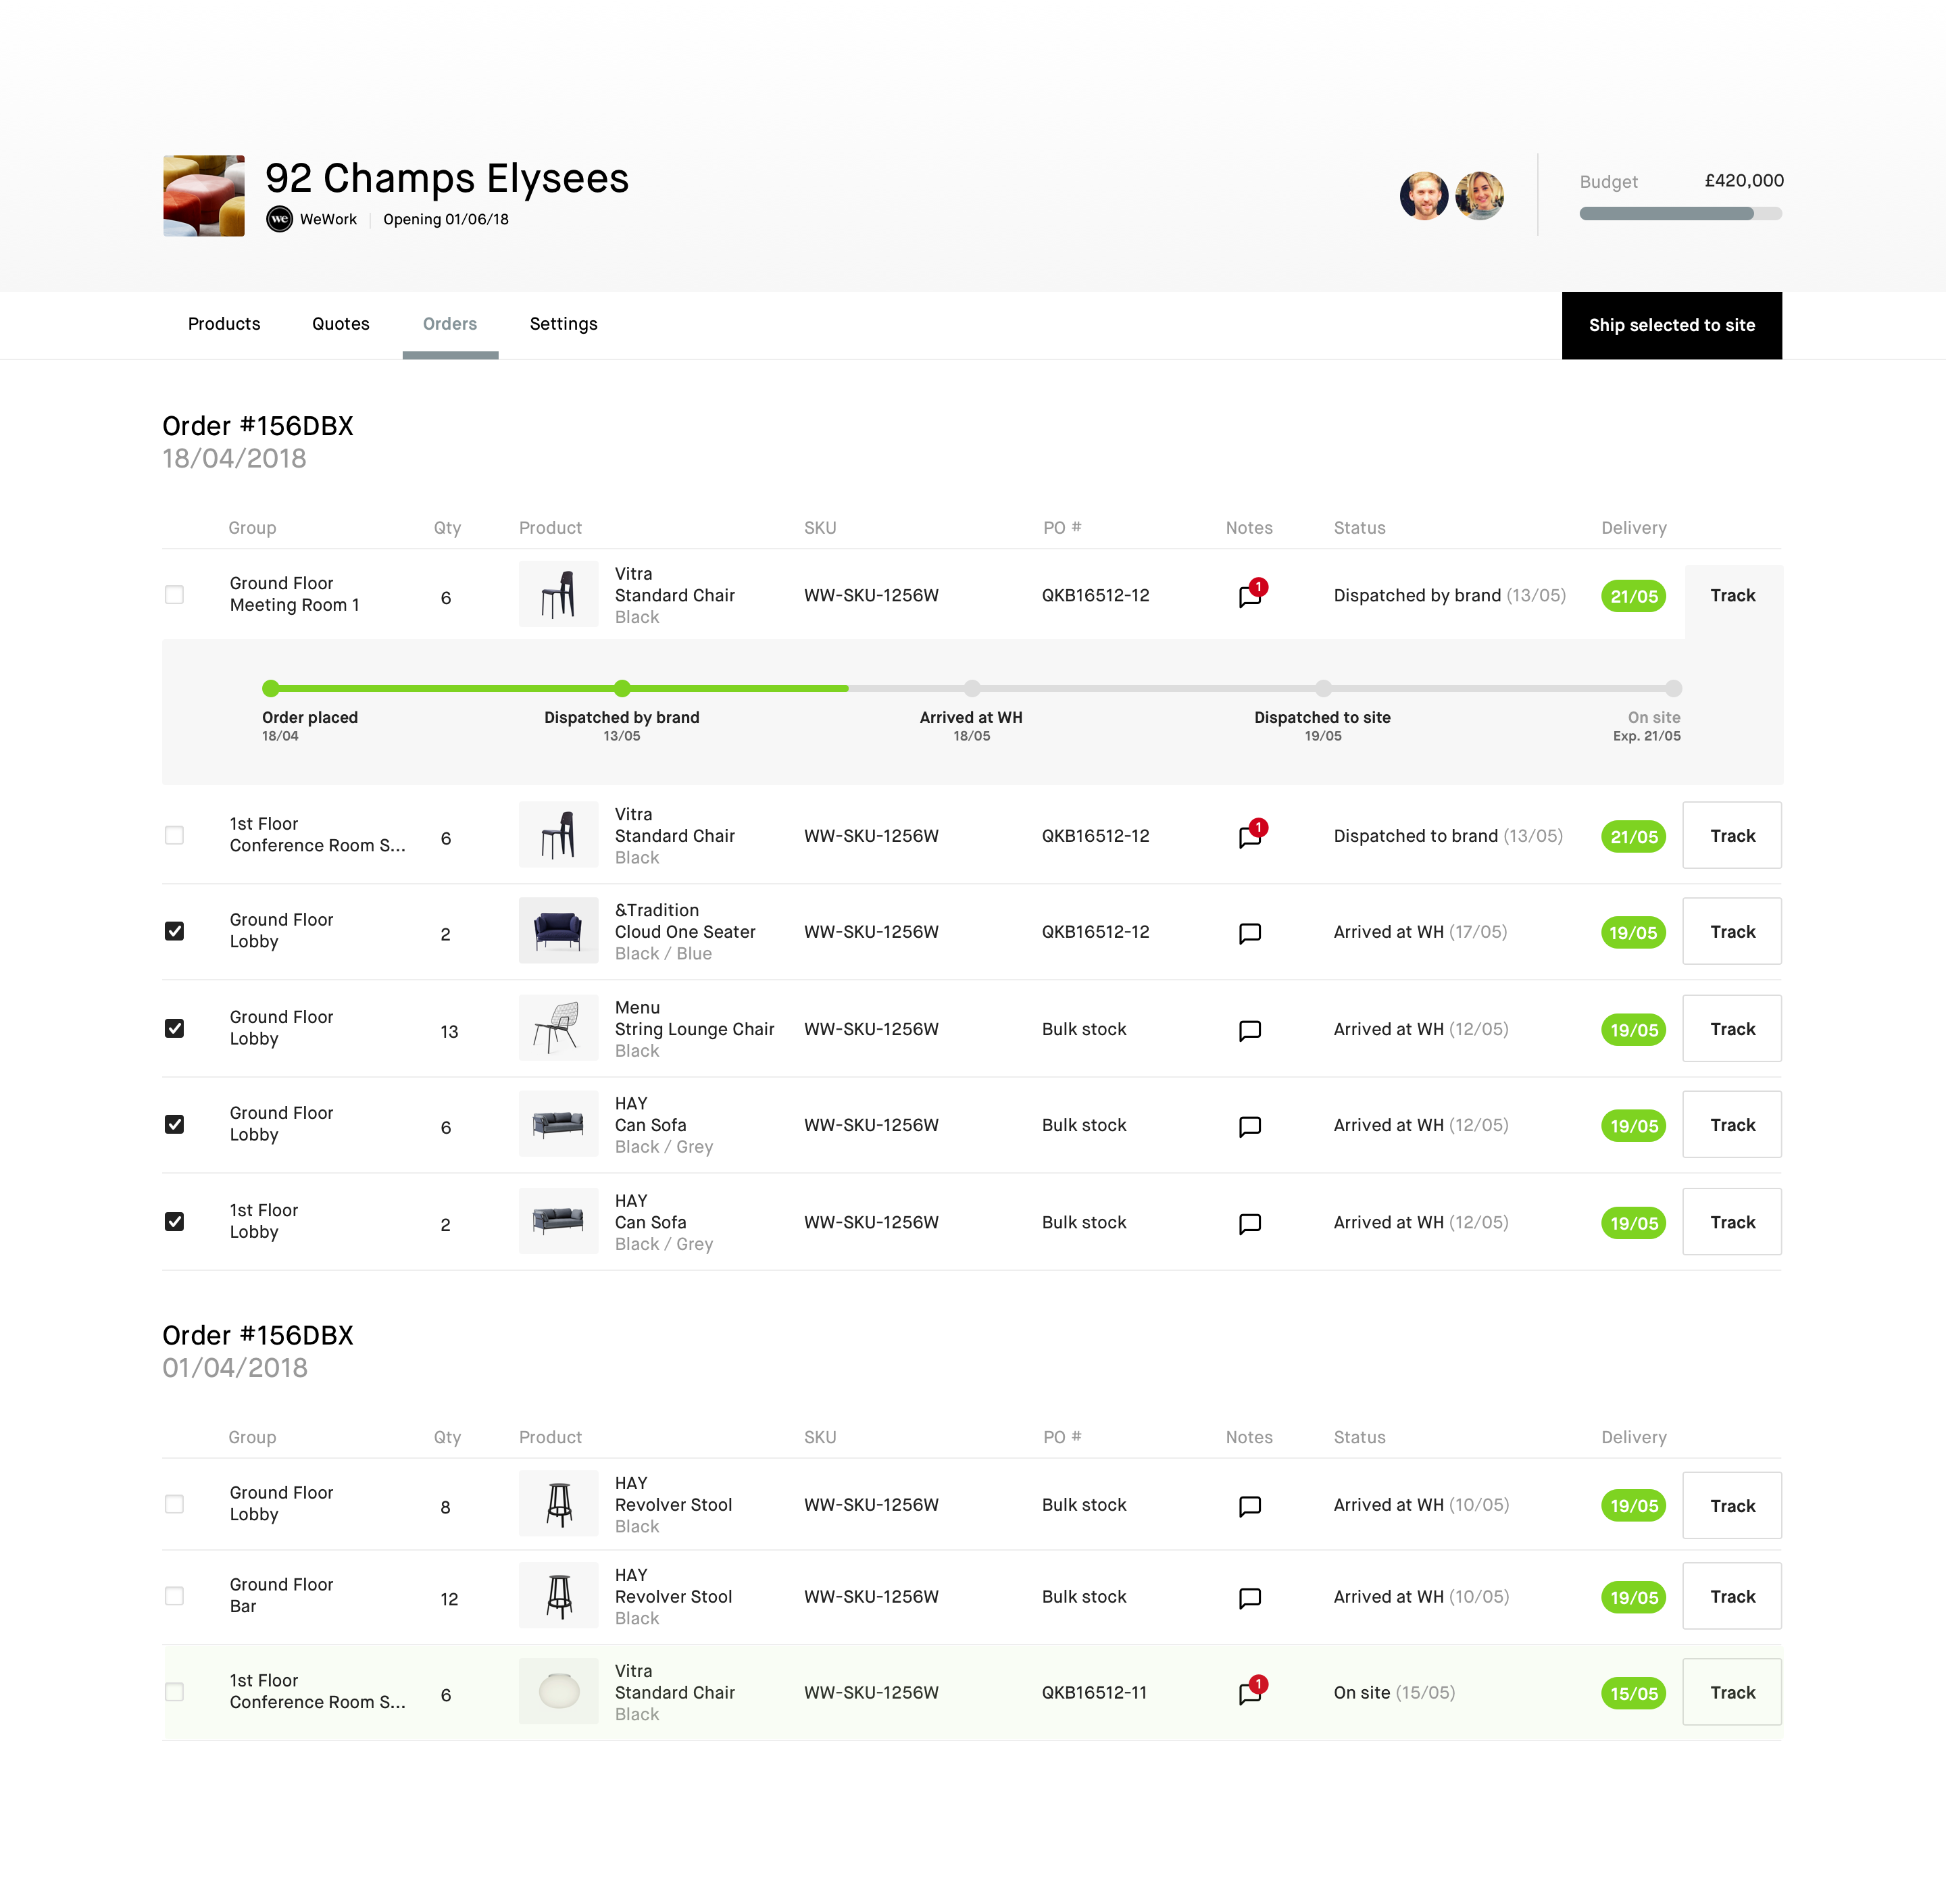 92 Champs Elysees
we WeWork Opening 01/06/18
Budget £420,000
Products Quotes Orders Settings Ship selected to site
Order #156DBX
18/04/2018
Group Qty Product SKU PO # Notes Status Delivery
Ground Floor
Meeting Room 1
6
Vitra
Standard Chair
Black
WW-SKU-1256W
QKB16512-12
1
Dispatched by brand (13/05)
21/05
Track
Order placed
18/04
Dispatched by brand
13/05
Arrived at WH
18/05
Dispatched to site
19/05
On site
Exp. 21/05
1st Floor
Conference Room S...
6
Vitra
Standard Chair
Black
WW-SKU-1256W
QKB16512-12
1
Dispatched to brand (13/05)
21/05
Track
Ground Floor
Lobby
2
&Tradition
Cloud One Seater
Black / Blue
WW-SKU-1256W
QKB16512-12
Arrived at WH (17/05)
19/05
Track
Ground Floor
Lobby
13
Menu
String Lounge Chair
Black
WW-SKU-1256W
Bulk stock
Arrived at WH (12/05)
19/05
Track
Ground Floor
Lobby
6
HAY
Can Sofa
Black / Grey
WW-SKU-1256W
Bulk stock
Arrived at WH (12/05)
19/05
Track
1st Floor
Lobby
2
HAY
Can Sofa
Black / Grey
WW-SKU-1256W
Bulk stock
Arrived at WH (12/05)
19/05
Track
Order #156DBX
01/04/2018
Group Qty Product SKU PO # Notes Status Delivery
Ground Floor
Lobby
8
HAY
Revolver Stool
Black
WW-SKU-1256W
Bulk stock
Arrived at WH (10/05)
19/05
Track
Ground Floor
Bar
12
HAY
Revolver Stool
Black
WW-SKU-1256W
Bulk stock
Arrived at WH (10/05)
19/05
Track
1st Floor
Conference Room S...
6
Vitra
Standard Chair
Black
WW-SKU-1256W
QKB16512-11
1
On site (15/05)
15/05
Track